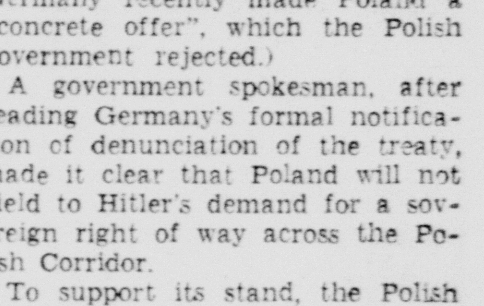 Germany recently made Poland a
concrete offer", which the Polish
overnment rejected.)
A government spokesman, after
eading Germany's formal notifica-
on of denunciation of the treaty,
ade it clear that Poland will not
ield to Hitler's demand for a sov-
reign right of way across the Po-
sh Corridor.
To support its stand, the Polish